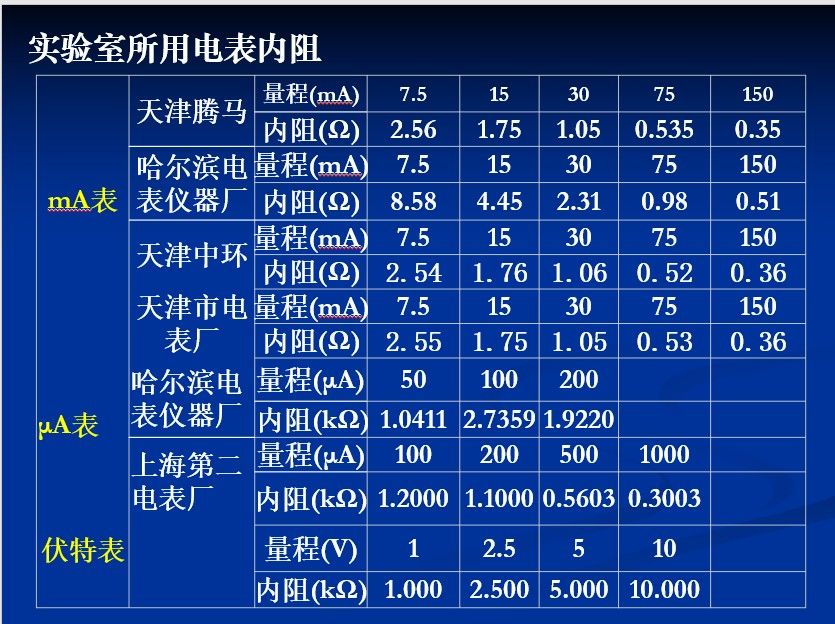 实验室所用电表内阻
天津腾马 量程(mA) 7.5 15 30 75 150
内阻(Ω) 2.56 1.75 1.05 0.535 0.35
mA表
哈尔滨电 量程(mA) 7.5 15 30 75 150
表仪器厂 内阻(Ω) 8.58 4.45 2.31 0.98 0.51
天津中环 量程(mA) 7.5 15 30 75 150
内阻(Ω) 2.54 1.76 1.06 0.52 0.36
天津市电 量程(mA) 7.5 15 30 75 150
表厂 内阻(Ω) 2.55 1.75 1.05 0.53 0.36
μA表
哈尔滨电 量程(μA) 50 100 200
表仪器厂 内阻(kΩ) 1.0411 2.7359 1.9220
上海第二 量程(μA) 100 200 500 1000
电表厂 内阻(kΩ) 1.2000 1.1000 0.5603 0.3003
伏特表 量程(V) 1 2.5 5 10
内阻(kΩ) 1.000 2.500 5.000 10.000